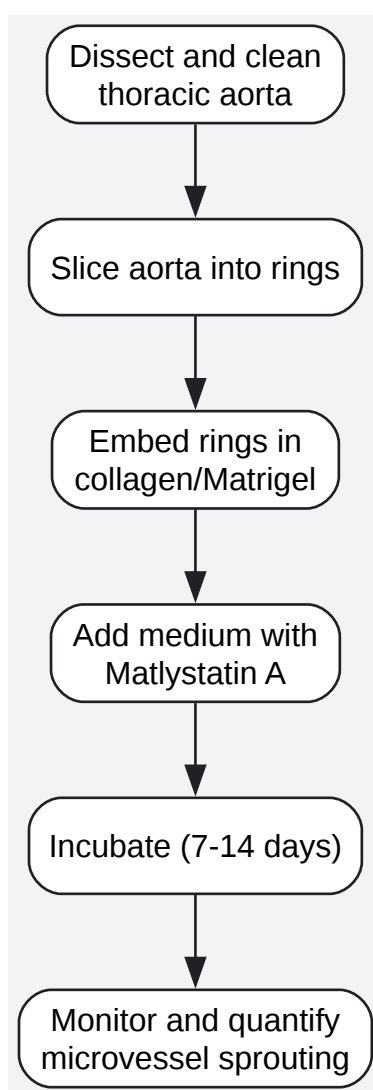 Dissect and clean
thoracic aorta
Slice aorta into rings
Embed rings in
collagen/Matrigel
Add medium with
Matlystatin A
Incubate (7-14 days)
Monitor and quantify
microvessel sprouting